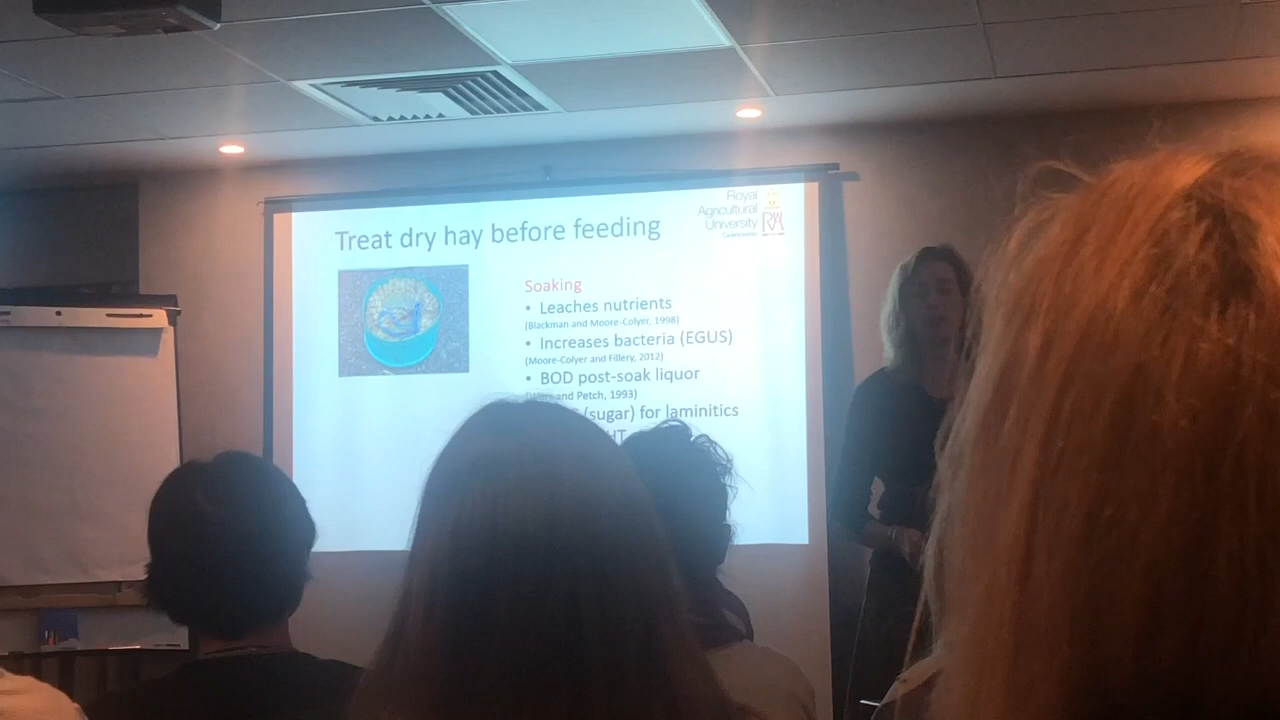 Treat dry hay before feeding
Royal
Agricultural
University
Soaking
• Leaches nutrients
(Blackman and Moore-Colyer, 1998)
• Increases bacteria (EGUS)
(Moore-Colyer and Fillery, 2012)
• BOD post-soak liquor
and Petch, 1993)
(sugar) for laminitics